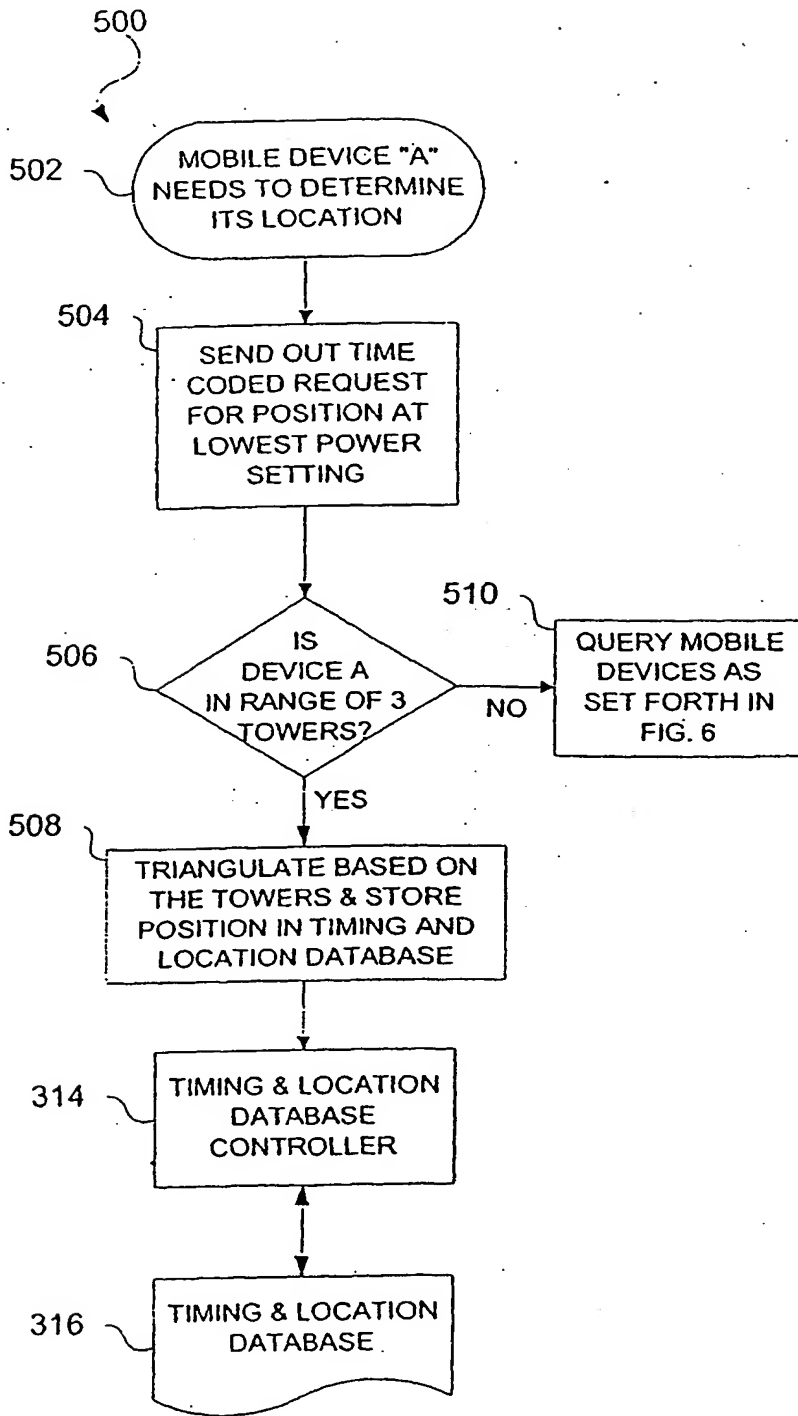 500
502
MOBILE DEVICE "A"
NEEDS TO DETERMINE
ITS LOCATION
504
SEND OUT TIME
CODED REQUEST
FOR POSITION AT
LOWEST POWER
SETTING
506
IS
DEVICE A
IN RANGE OF 3
TOWERS?
NO
510
QUERY MOBILE
DEVICES AS
SET FORTH IN
FIG. 6
YES
508
TRIANGULATE BASED ON
THE TOWERS & STORE
POSITION IN TIMING AND
LOCATION DATABASE
314
TIMING & LOCATION
DATABASE
CONTROLLER
316
TIMING & LOCATION
DATABASE